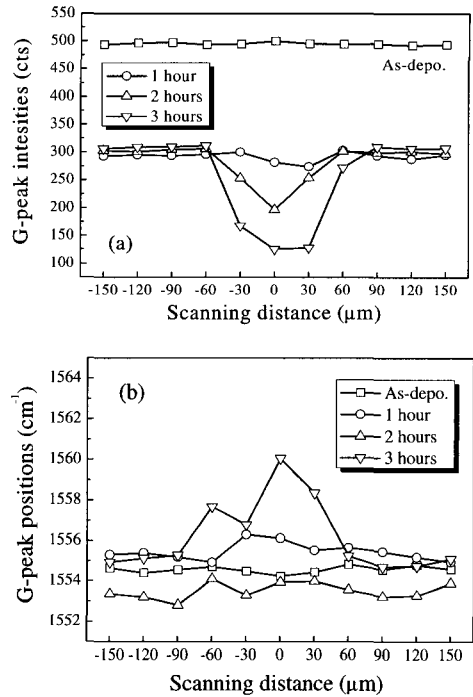 550
500
450
400
350
300
250
200
150
100
G-peak intesities (cts)
As-depo.
1 hour
2 hours
3 hours
(a)
-150 -120 -90 -60 -30 0 30 60 90 120 150
Scanning distance (µm)
1564
1562
1560
1558
1556
1554
1552
G-peak positions (cm⁻¹)
(b)
As-depo.
1 hour
2 hours
3 hours
-150 -120 -90 -60 -30 0 30 60 90 120 150
Scanning distance (µm)